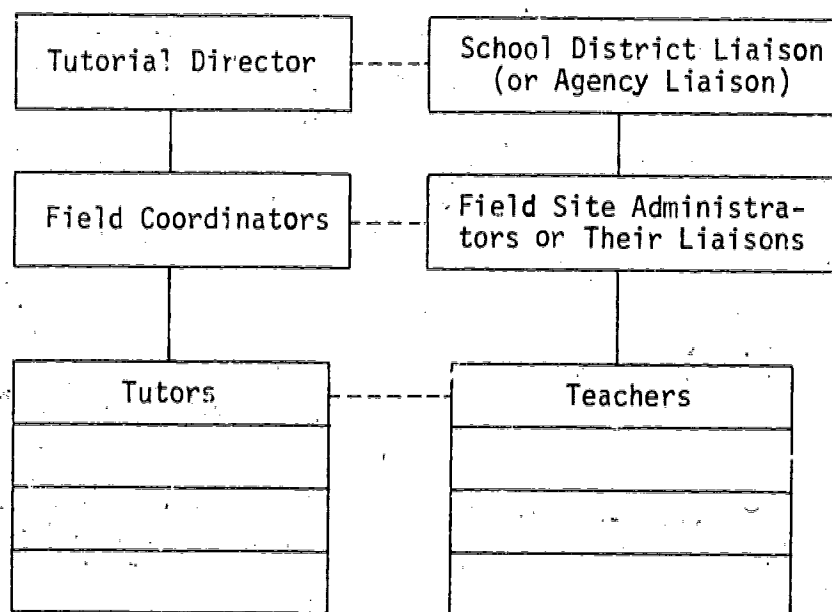 Tutorial Director
School District Liaison
(or Agency Liaison)
Field Coordinators
Field Site Administra-
tors or Their Liaisons
Tutors
Teachers